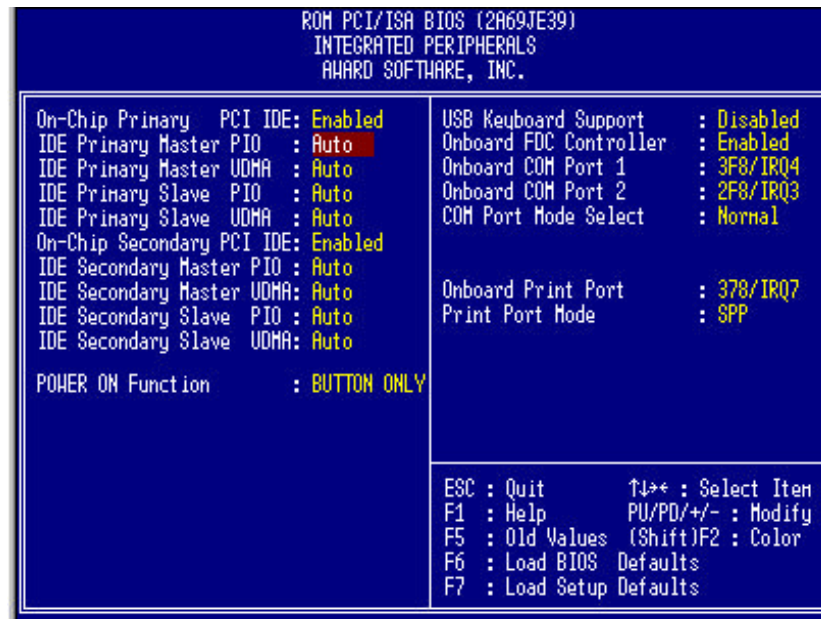 ROM PCI/ISA BIOS (2A69JE39)
INTEGRATED PERIPHERALS
AWARD SOFTWARE, INC.
On-Chip Primary PCI IDE: Enabled
IDE Primary Master PIO : Auto
IDE Primary Master UDMA : Auto
IDE Primary Slave PIO : Auto
IDE Primary Slave UDMA : Auto
On-Chip Secondary PCI IDE: Enabled
IDE Secondary Master PIO : Auto
IDE Secondary Master UDMA: Auto
IDE Secondary Slave PIO : Auto
IDE Secondary Slave UDMA: Auto
POWER ON Function : BUTTON ONLY
USB Keyboard Support : Disabled
Onboard FDC Controller : Enabled
Onboard COM Port 1 : 3F8/IRQ4
Onboard COM Port 2 : 2F8/IRQ3
COM Port Mode Select : Normal
Onboard Print Port : 378/IRQ7
Print Port Mode : SPP
ESC : Quit ↑↓→← : Select Item
F1 : Help PU/PD/+/- : Modify
F5 : Old Values (Shift)F2 : Color
F6 : Load BIOS Defaults
F7 : Load Setup Defaults